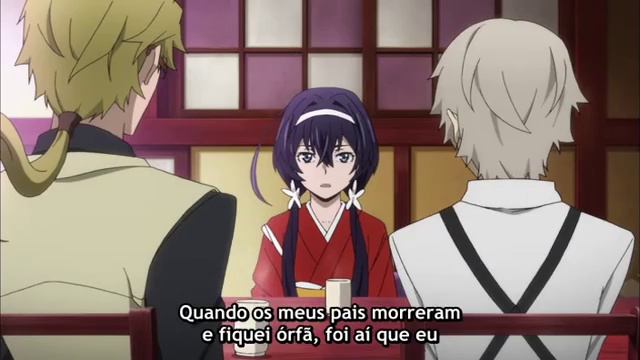 Quando os meus pais morreram
e fiquei órfã, foi aí que eu